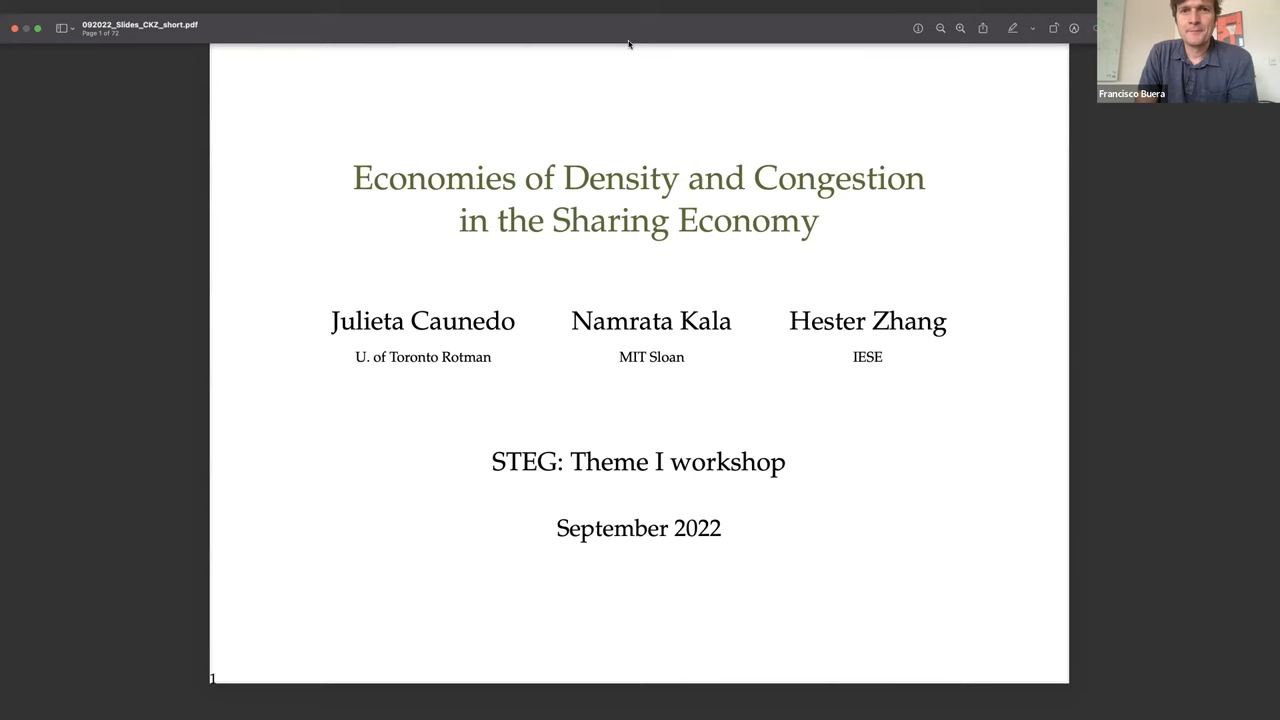 092022_Slides_CKZ_short.pdf
Page 1 of 72
Francisco Buera
Economies of Density and Congestion
in the Sharing Economy
Julieta Caunedo Namrata Kala Hester Zhang
U. of Toronto Rotman MIT Sloan IESE
STEG: Theme I workshop
September 2022
1